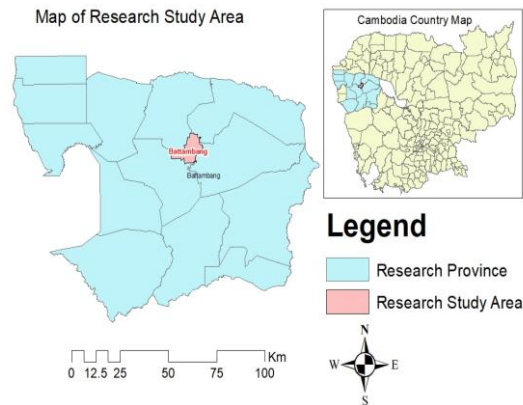 Map of Research Study Area
Cambodia Country Map
Battambang
Battambang
Legend
Research Province
Research Study Area
Km
0 12.5 25 50 75 100
N
W E
S